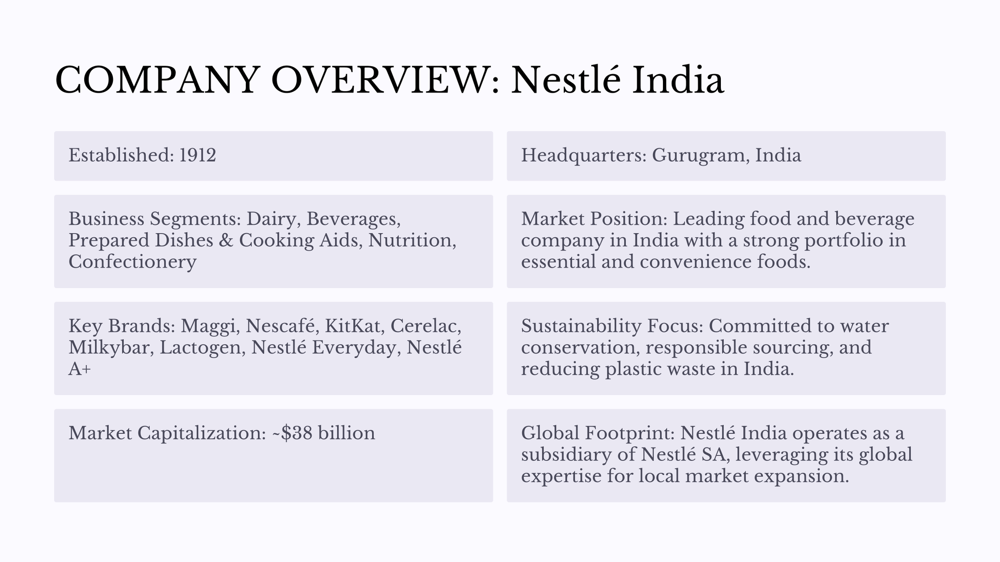 COMPANY OVERVIEW: Nestlé India
Established: 1912
Headquarters: Gurugram, India
Business Segments: Dairy, Beverages,
Prepared Dishes & Cooking Aids, Nutrition,
Confectionery
Market Position: Leading food and beverage
company in India with a strong portfolio in
essential and convenience foods.
Key Brands: Maggi, Nescafé, KitKat, Cerelac,
Milkybar, Lactogen, Nestlé Everyday, Nestlé
A+
Sustainability Focus: Committed to water
conservation, responsible sourcing, and
reducing plastic waste in India.
Market Capitalization: ~$38 billion
Global Footprint: Nestlé India operates as a
subsidiary of Nestlé SA, leveraging its global
expertise for local market expansion.